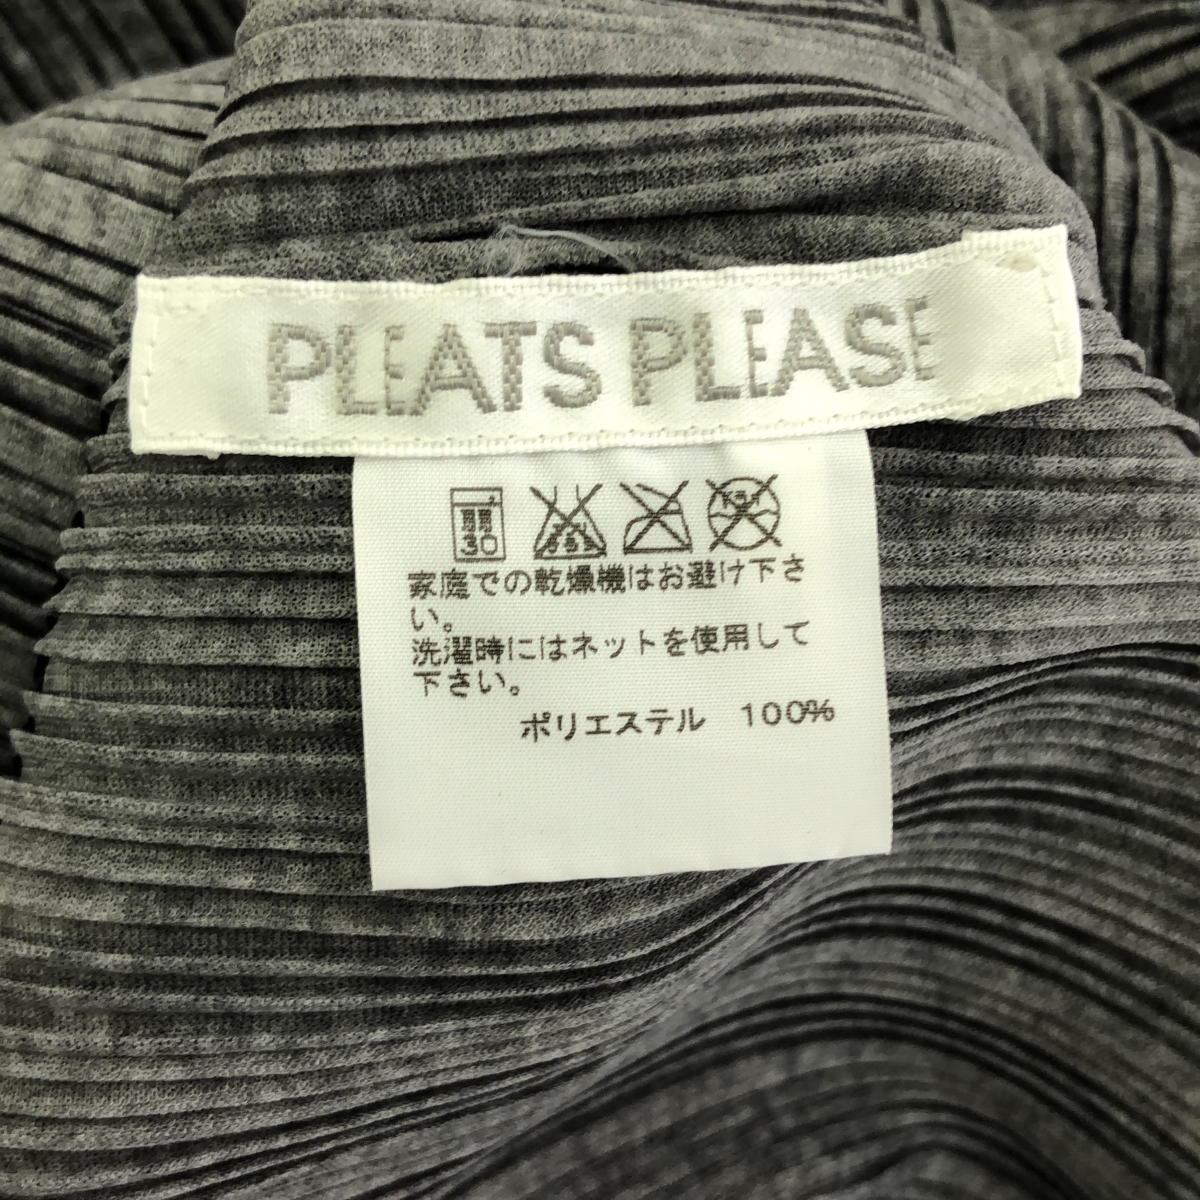 PLEATS PLEASE
30
家庭での乾燥機はお避け下さ
い。
洗濯時にはネットを使用して
下さい。
ポリエステル 100%